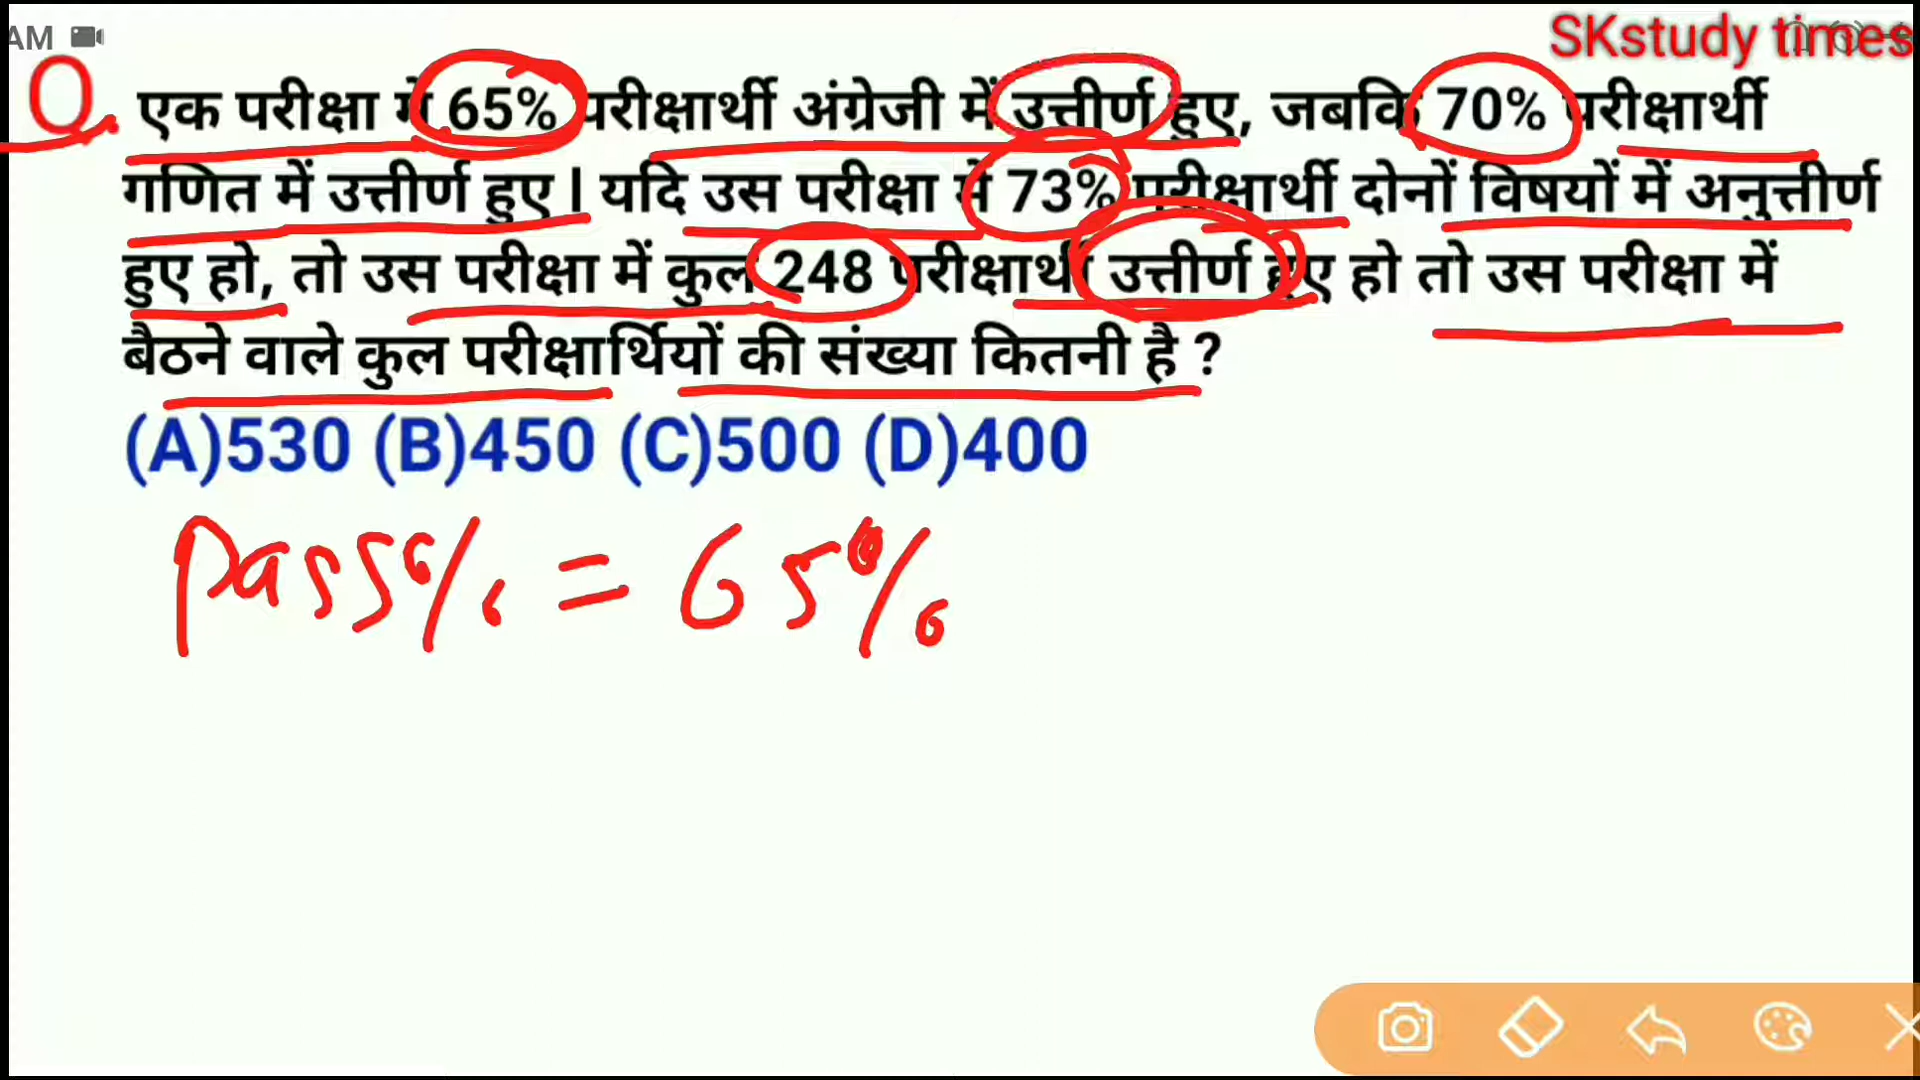 AM
SKstudy times
Q. एक परीक्षा में 65% परीक्षार्थी अंग्रेजी में उत्तीर्ण हुए, जबकि 70% परीक्षार्थी
गणित में उत्तीर्ण हुए | यदि उस परीक्षा में 73% परीक्षार्थी दोनों विषयों में अनुत्तीर्ण
हुए हो, तो उस परीक्षा में कुल 248 परीक्षार्थी उत्तीर्ण हुए हो तो उस परीक्षा में
बैठने वाले कुल परीक्षार्थियों की संख्या कितनी है ?
(A)530 (B)450 (C)500 (D)400
Pass% = 65%